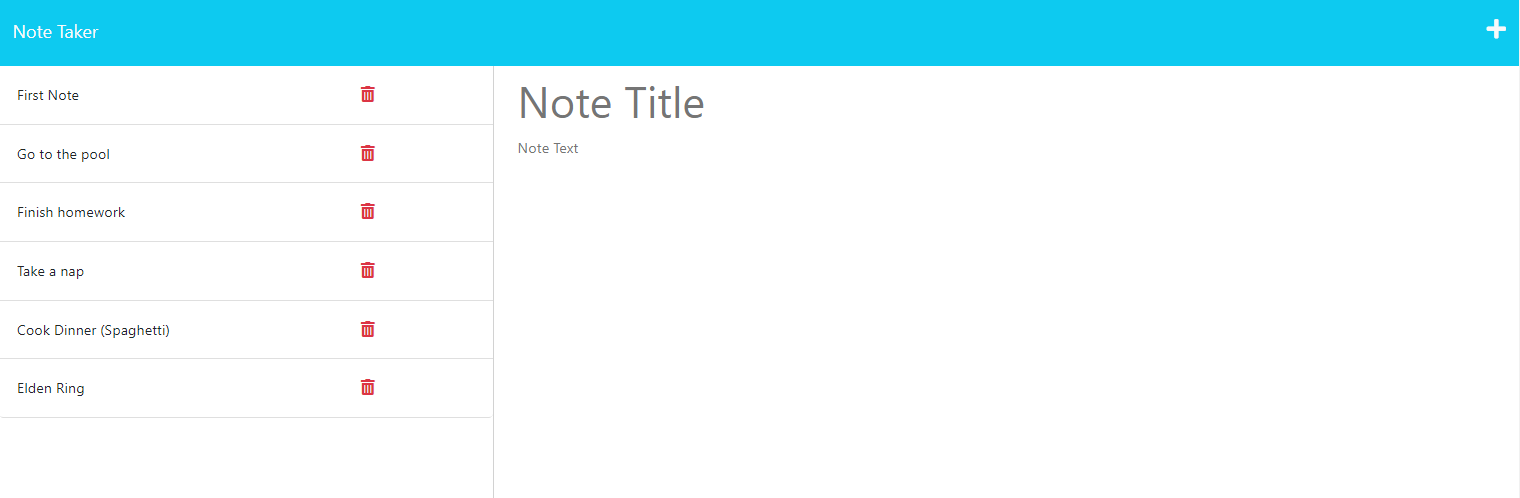 Note Taker
First Note
Go to the pool
Finish homework
Take a nap
Cook Dinner (Spaghetti)
Elden Ring
Note Title
Note Text